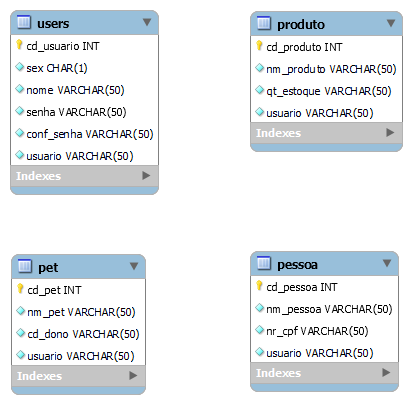 users
cd_usuario INT
sex CHAR(1)
nome VARCHAR(50)
senha VARCHAR(50)
conf_senha VARCHAR(50)
usuario VARCHAR(50)
Indexes
produto
cd_produto INT
nm_produto VARCHAR(50)
qt_estoque VARCHAR(50)
usuario VARCHAR(50)
Indexes
pet
cd_pet INT
nm_pet VARCHAR(50)
cd_dono VARCHAR(50)
usuario VARCHAR(50)
Indexes
pessoa
cd_pessoa INT
nm_pessoa VARCHAR(50)
nr_cpf VARCHAR(50)
usuario VARCHAR(50)
Indexes